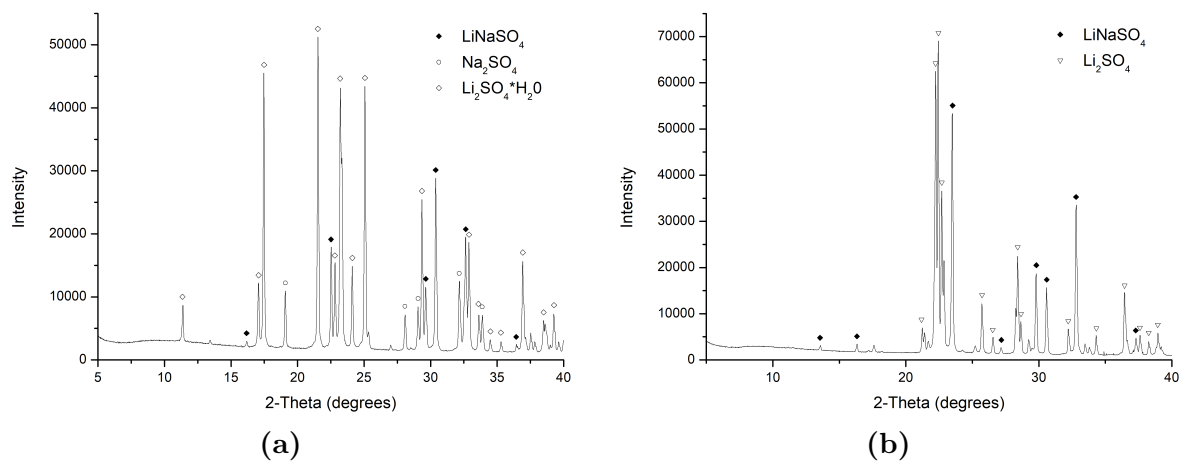 50000
40000
30000
20000
10000
0
Intensity
5 10 15 20 25 30 35 40
2-Theta (degrees)
LiNaSO4
Na2SO4
Li2SO4*H20
(a)
70000
60000
50000
40000
30000
20000
10000
0
Intensity
10 20 30 40
2-Theta (degrees)
LiNaSO4
Li2SO4
(b)